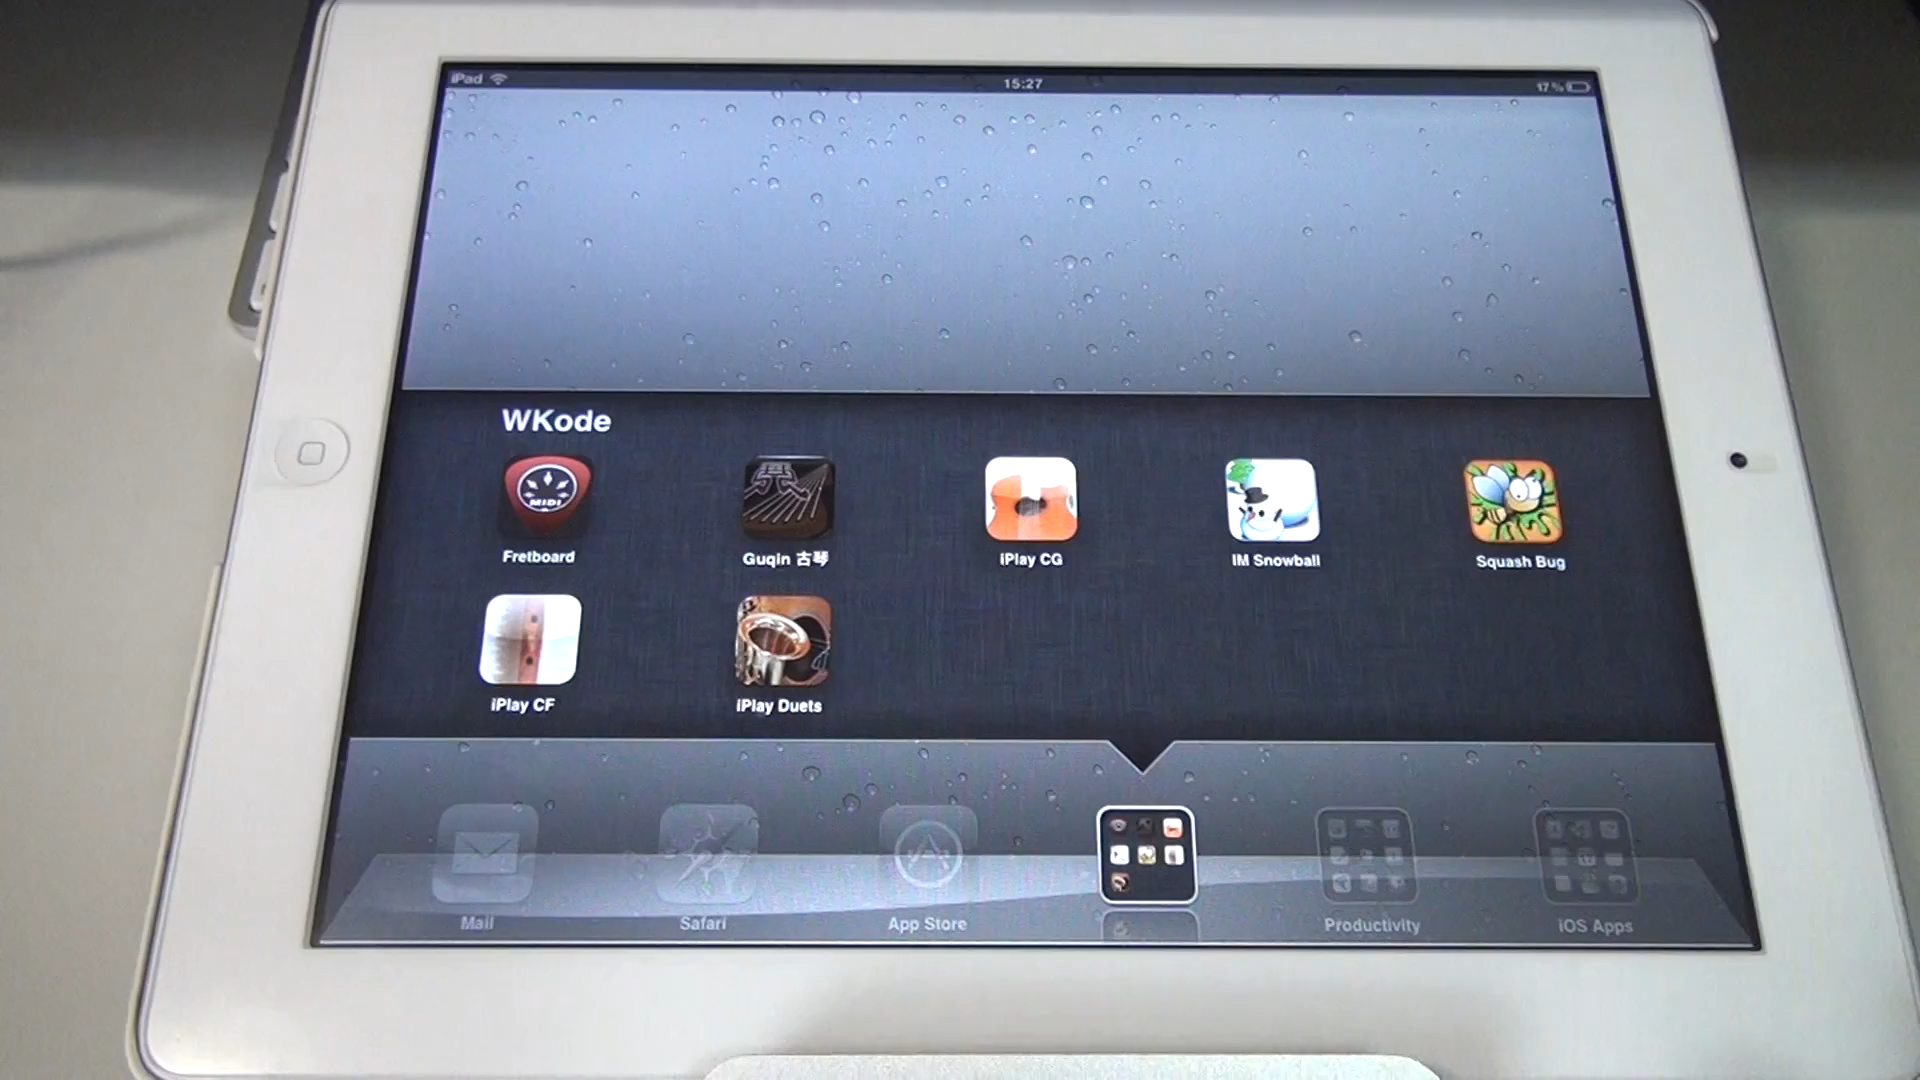 iPad 15:27 17%
WKode
MIDI
Fretboard Guqin 古琴 iPlay CG IM Snowball Squash Bug
iPlay CF iPlay Duets
Mail Safari App Store Productivity iOS Apps